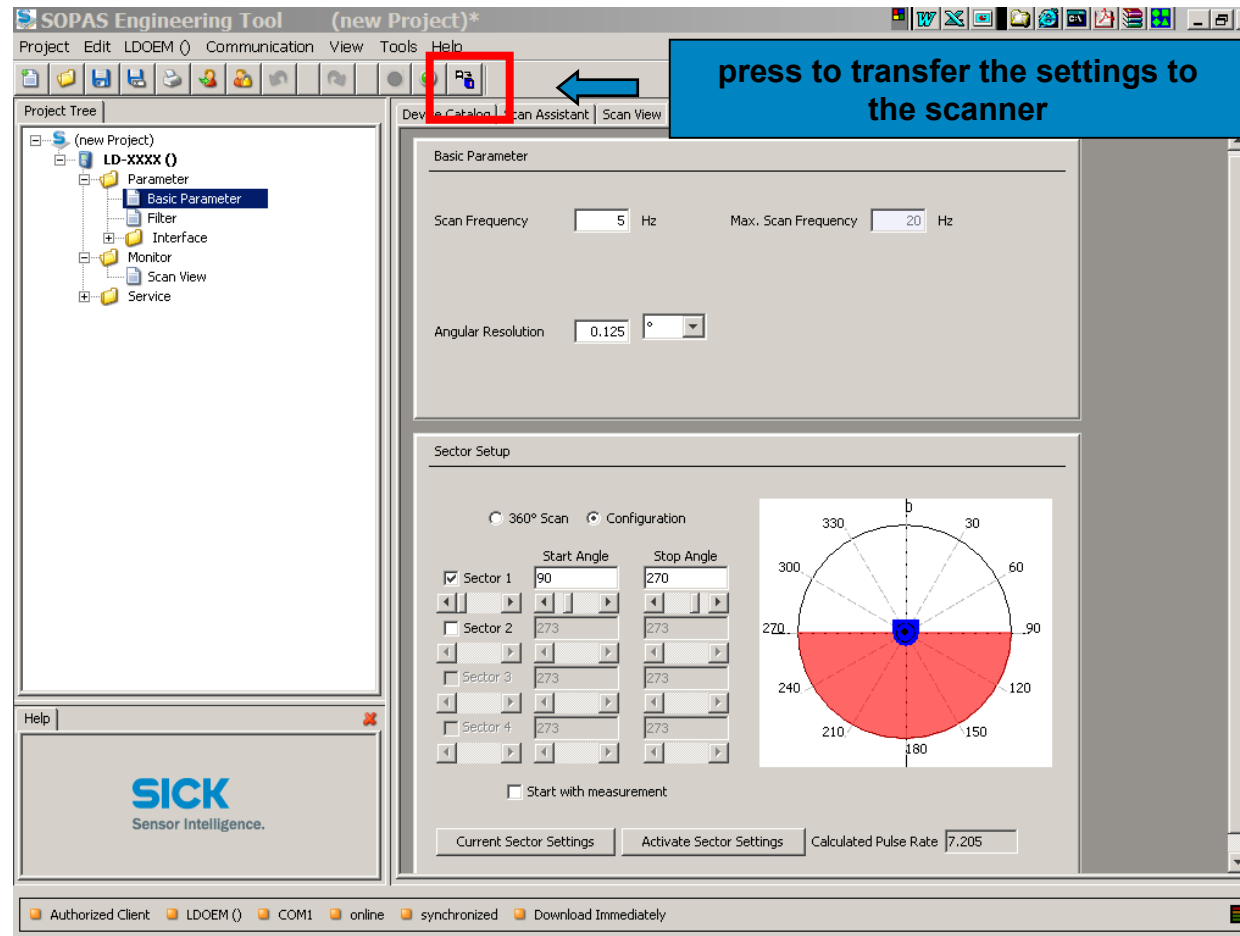 SOPAS Engineering Tool (new Project)*
Project Edit LDOEM () Communication View Tools Help
press to transfer the settings to
the scanner
Project Tree
(new Project)
LD-XXXX ()
Parameter
Basic Parameter
Filter
Interface
Monitor
Scan View
Service
Scan Assistant Scan View
Basic Parameter
Scan Frequency 5 Hz Max. Scan Frequency 20 Hz
Angular Resolution 0.125 °
Sector Setup
360° Scan Configuration
Start Angle Stop Angle
Sector 1 90 270
Sector 2 273 273
Sector 3 273 273
Sector 4 273 273
Start with measurement
Current Sector Settings Activate Sector Settings Calculated Pulse Rate 7.205
0
330 30
300 60
270 90
240 120
210 150
180
Help
SICK
Sensor Intelligence.
Authorized Client LDOEM () COM1 online synchronized Download Immediately